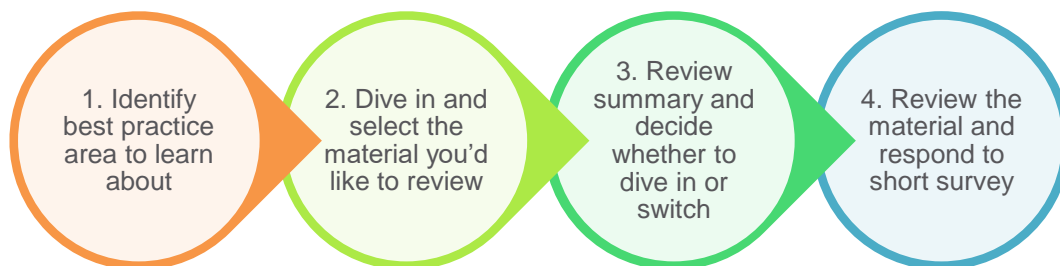 1. Identify
best practice
area to learn
about
2. Dive in and
select the
material you'd
like to review
3. Review
summary and
decide
whether to
dive in or
switch
4. Review the
material and
respond to
short survey